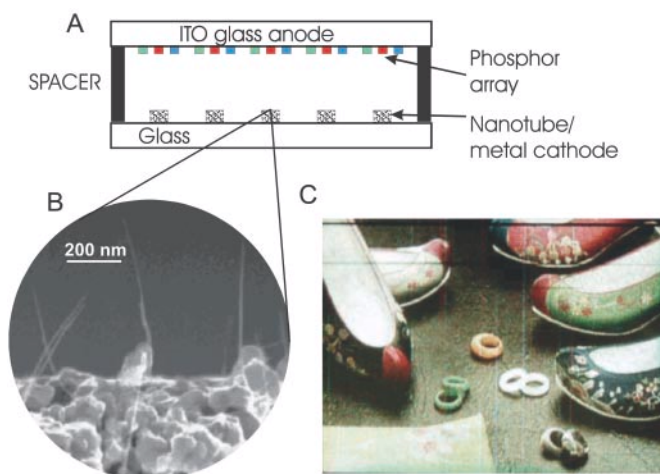 A
ITO glass anode
SPACER
Phosphor
array
Nanotube/
metal cathode
Glass
B
200 nm
C